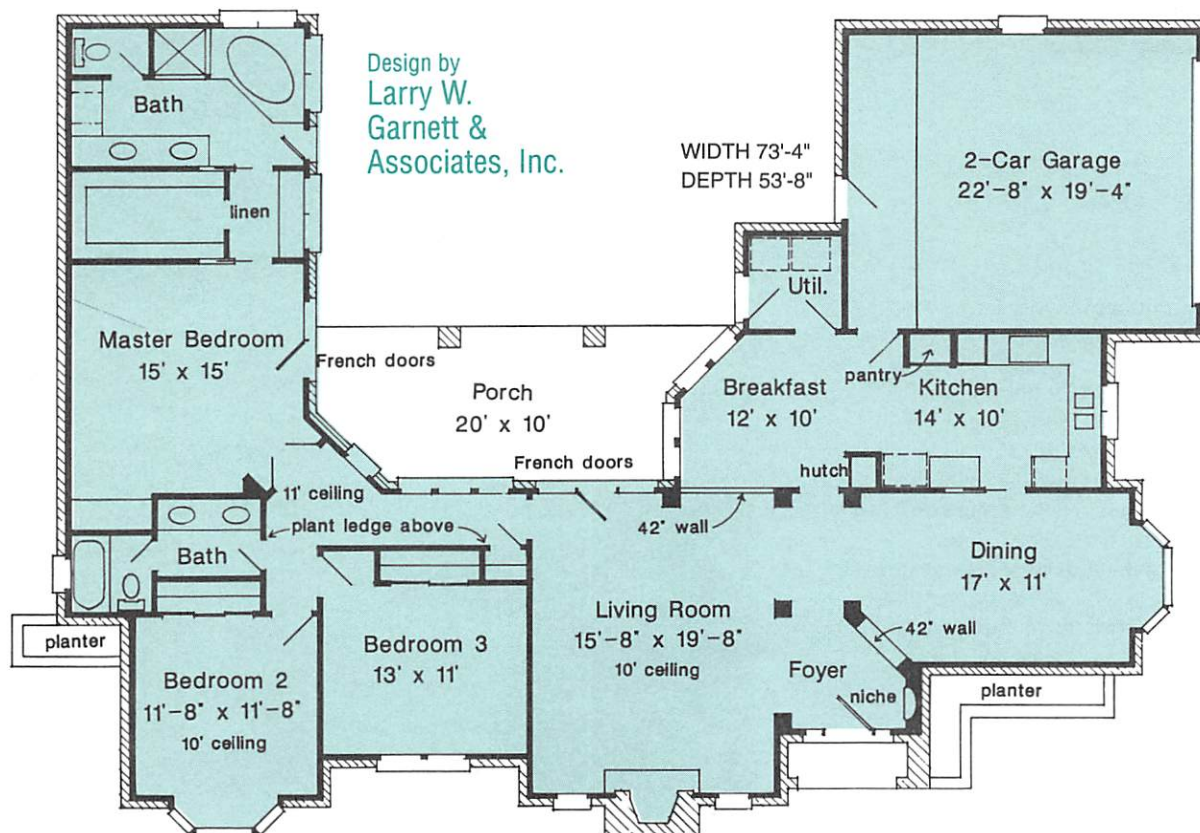 Design by
Larry W.
Garnett &
Associates, Inc.
WIDTH 73'-4"
DEPTH 53'-8"
Bath
linen
2-Car Garage
22'-8" x 19'-4"
Util.
Master Bedroom
15' x 15'
French doors
Porch
20' x 10'
French doors
Breakfast
12' x 10'
pantry
Kitchen
14' x 10'
hutch
11' ceiling
plant ledge above
42" wall
Bath
Dining
17' x 11'
Living Room
15'-8" x 19'-8"
10' ceiling
42" wall
planter
Bedroom 3
13' x 11'
Foyer
niche
planter
Bedroom 2
11'-8" x 11'-8"
10' ceiling